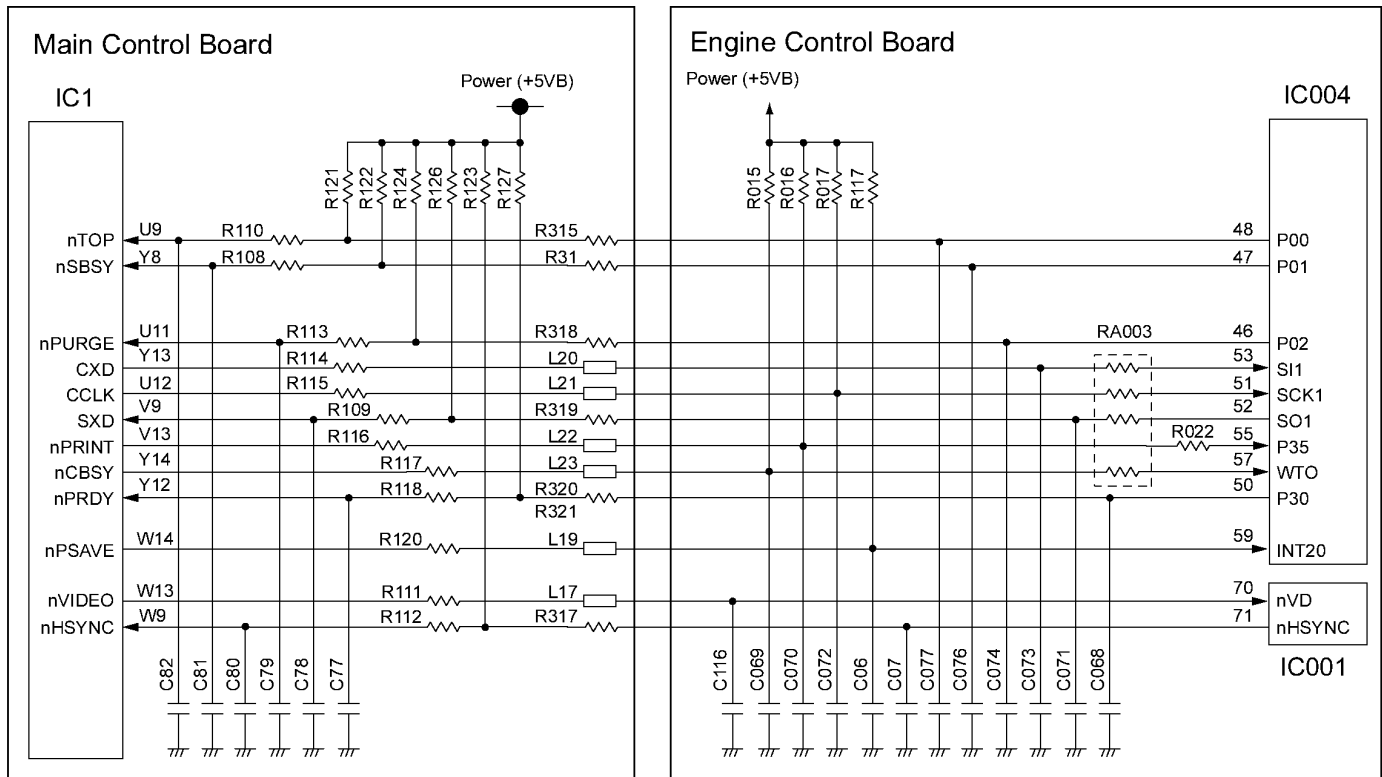 Main Control Board
Engine Control Board
Power (+5VB)
Power (+5VB)
IC1
IC004
R121
R122
R124
R126
R123
R127
R015
R016
R017
R117
nTOP
U9
R110
R315
48
P00
nSBSY
Y8
R108
R31
47
P01
nPURGE
U11
R113
R318
RA003
46
P02
CXD
Y13
R114
L20
53
SI1
CCLK
U12
R115
L21
51
SCK1
SXD
V9
R109
R319
52
SO1
nPRINT
V13
R116
L22
R022
55
P35
nCBSY
Y14
R117
L23
57
WTO
nPRDY
Y12
R118
R320
R321
50
P30
nPSAVE
W14
R120
L19
59
INT20
nVIDEO
W13
R111
L17
70
nVD
nHSYNC
W9
R112
R317
71
nHSYNC
C82
C81
C80
C79
C78
C77
C116
C069
C070
C072
C06
C07
C077
C076
C074
C073
C071
C068
IC001